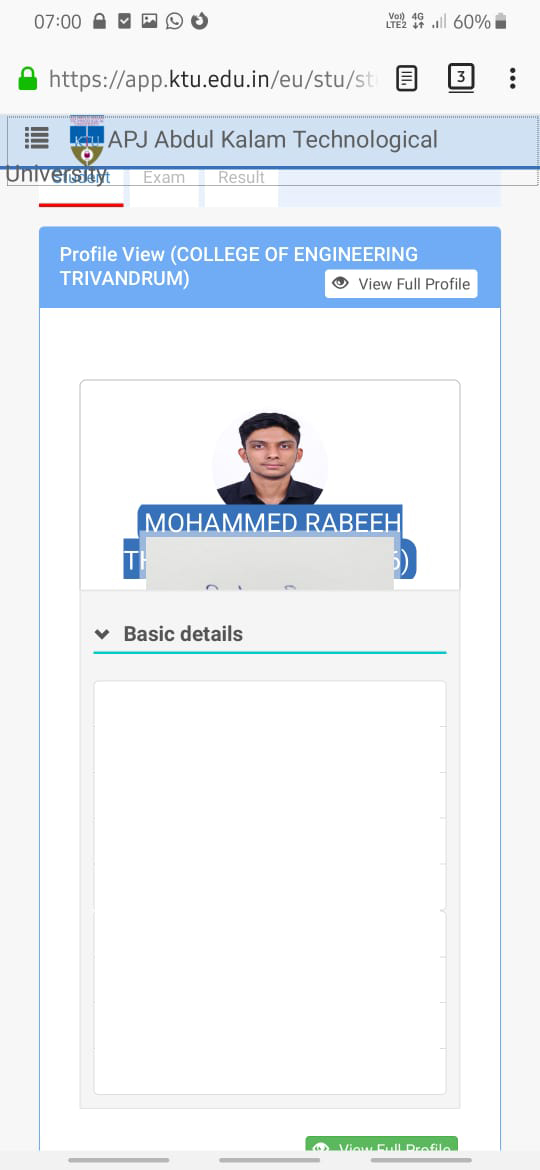 07:00 Vo)) LTE2 4G 60%
https://app.ktu.edu.in/eu/stu/st
3
KTU APJ Abdul Kalam Technological
University
Student Exam Result
Profile View (COLLEGE OF ENGINEERING
TRIVANDRUM)
View Full Profile
MOHAMMED RABEEH
Basic details
View Full Profile